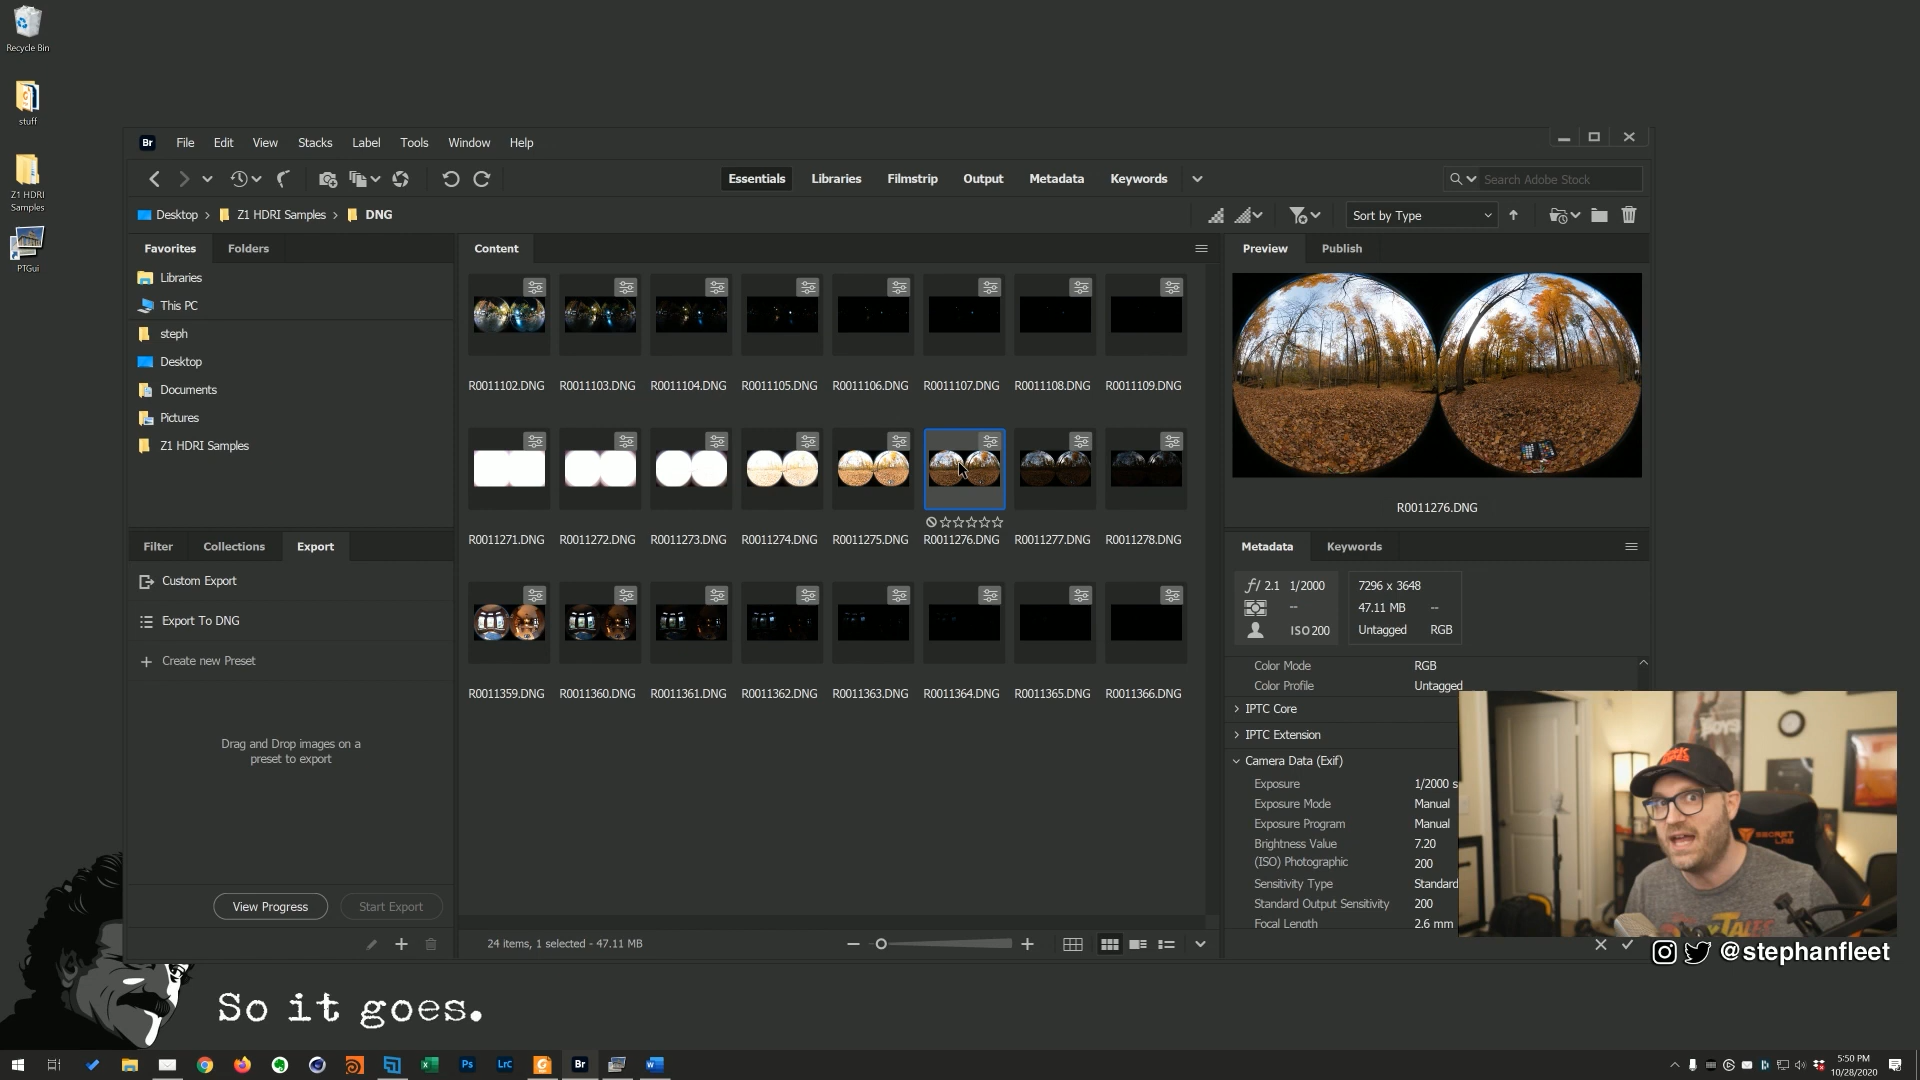 Recycle Bin
stuff
Z1 HDRI
Samples
PTGui
Br File Edit View Stacks Label Tools Window Help
Essentials Libraries Filmstrip Output Metadata Keywords
Search Adobe Stock
Desktop Z1 HDRI Samples DNG
Sort by Type
Favorites Folders
Libraries
This PC
steph
Desktop
Documents
Pictures
Z1 HDRI Samples
Filter Collections Export
Custom Export
Export To DNG
Create new Preset
Drag and Drop images on a
preset to export
View Progress Start Export
Content
R0011102.DNG R0011103.DNG R0011104.DNG R0011105.DNG R0011106.DNG R0011107.DNG R0011108.DNG R0011109.DNG
R0011271.DNG R0011272.DNG R0011273.DNG R0011274.DNG R0011275.DNG R0011276.DNG R0011277.DNG R0011278.DNG
R0011359.DNG R0011360.DNG R0011361.DNG R0011362.DNG R0011363.DNG R0011364.DNG R0011365.DNG R0011366.DNG
24 items, 1 selected - 47.11 MB
Preview Publish
R0011276.DNG
Metadata Keywords
f/ 2.1 1/2000
--
ISO 200
7296 x 3648
47.11 MB --
Untagged RGB
Color Mode RGB
Color Profile Untagged
IPTC Core
IPTC Extension
Camera Data (Exif)
Exposure 1/2000 s
Exposure Mode Manual
Exposure Program Manual
Brightness Value 7.20
(ISO) Photographic 200
Sensitivity Type Standard
Standard Output Sensitivity 200
Focal Length 2.6 mm
SECRET
LAB
@stephanfleet
So it goes.
Ps LrC Br
5:50 PM
10/28/2020